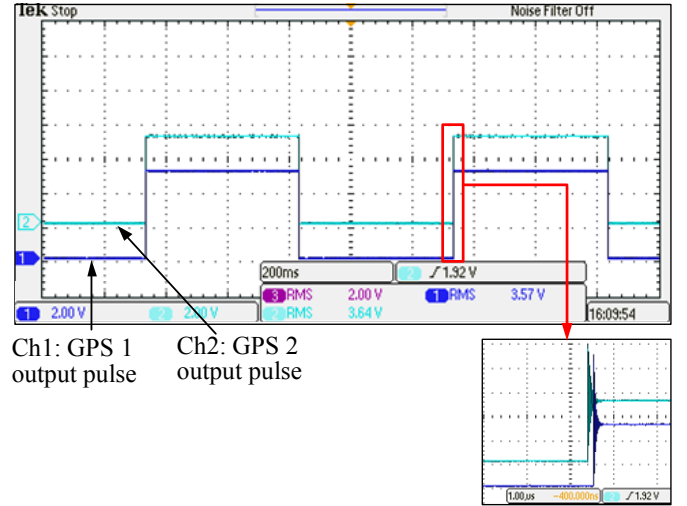 Tek Stop
Noise Filter Off
2
1
200ms
2 ʃ 1.92 V
3 RMS 2.00 V
1 RMS 3.57 V
2 RMS 3.64 V
1 2.00 V
2 2.00 V
16:09:54
Ch1: GPS 1
output pulse
Ch2: GPS 2
output pulse
1.00μs
-400.000ns
2 ʃ 1.92 V